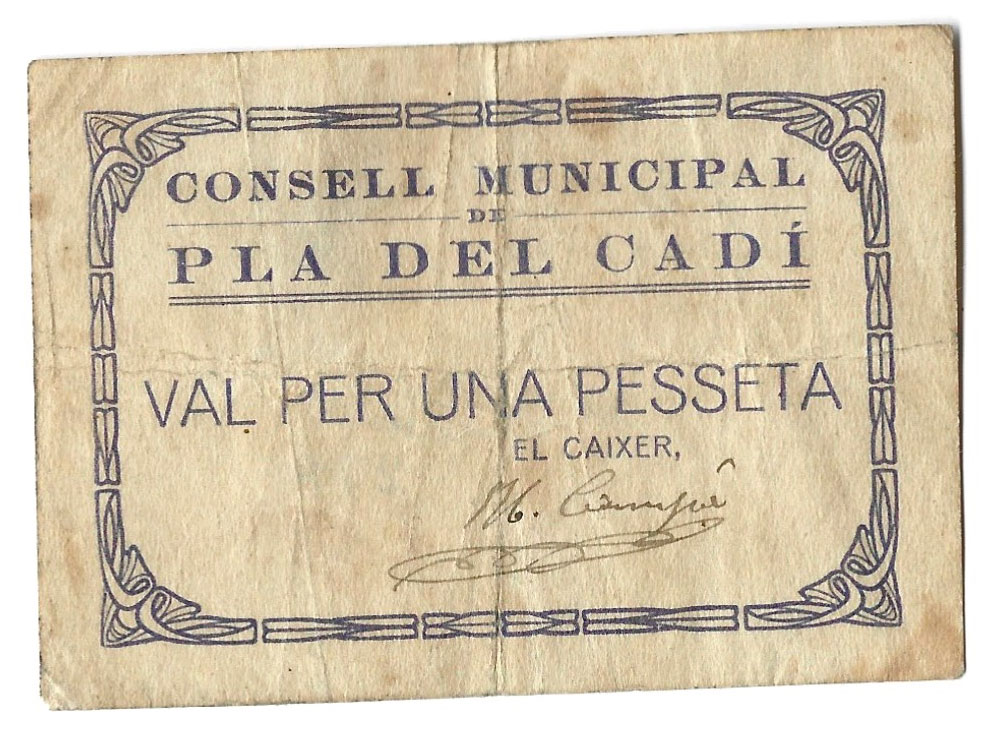 CONSELL MUNICIPAL
DE
PLA DEL CADÍ
VAL PER UNA PESSETA
EL CAIXER,